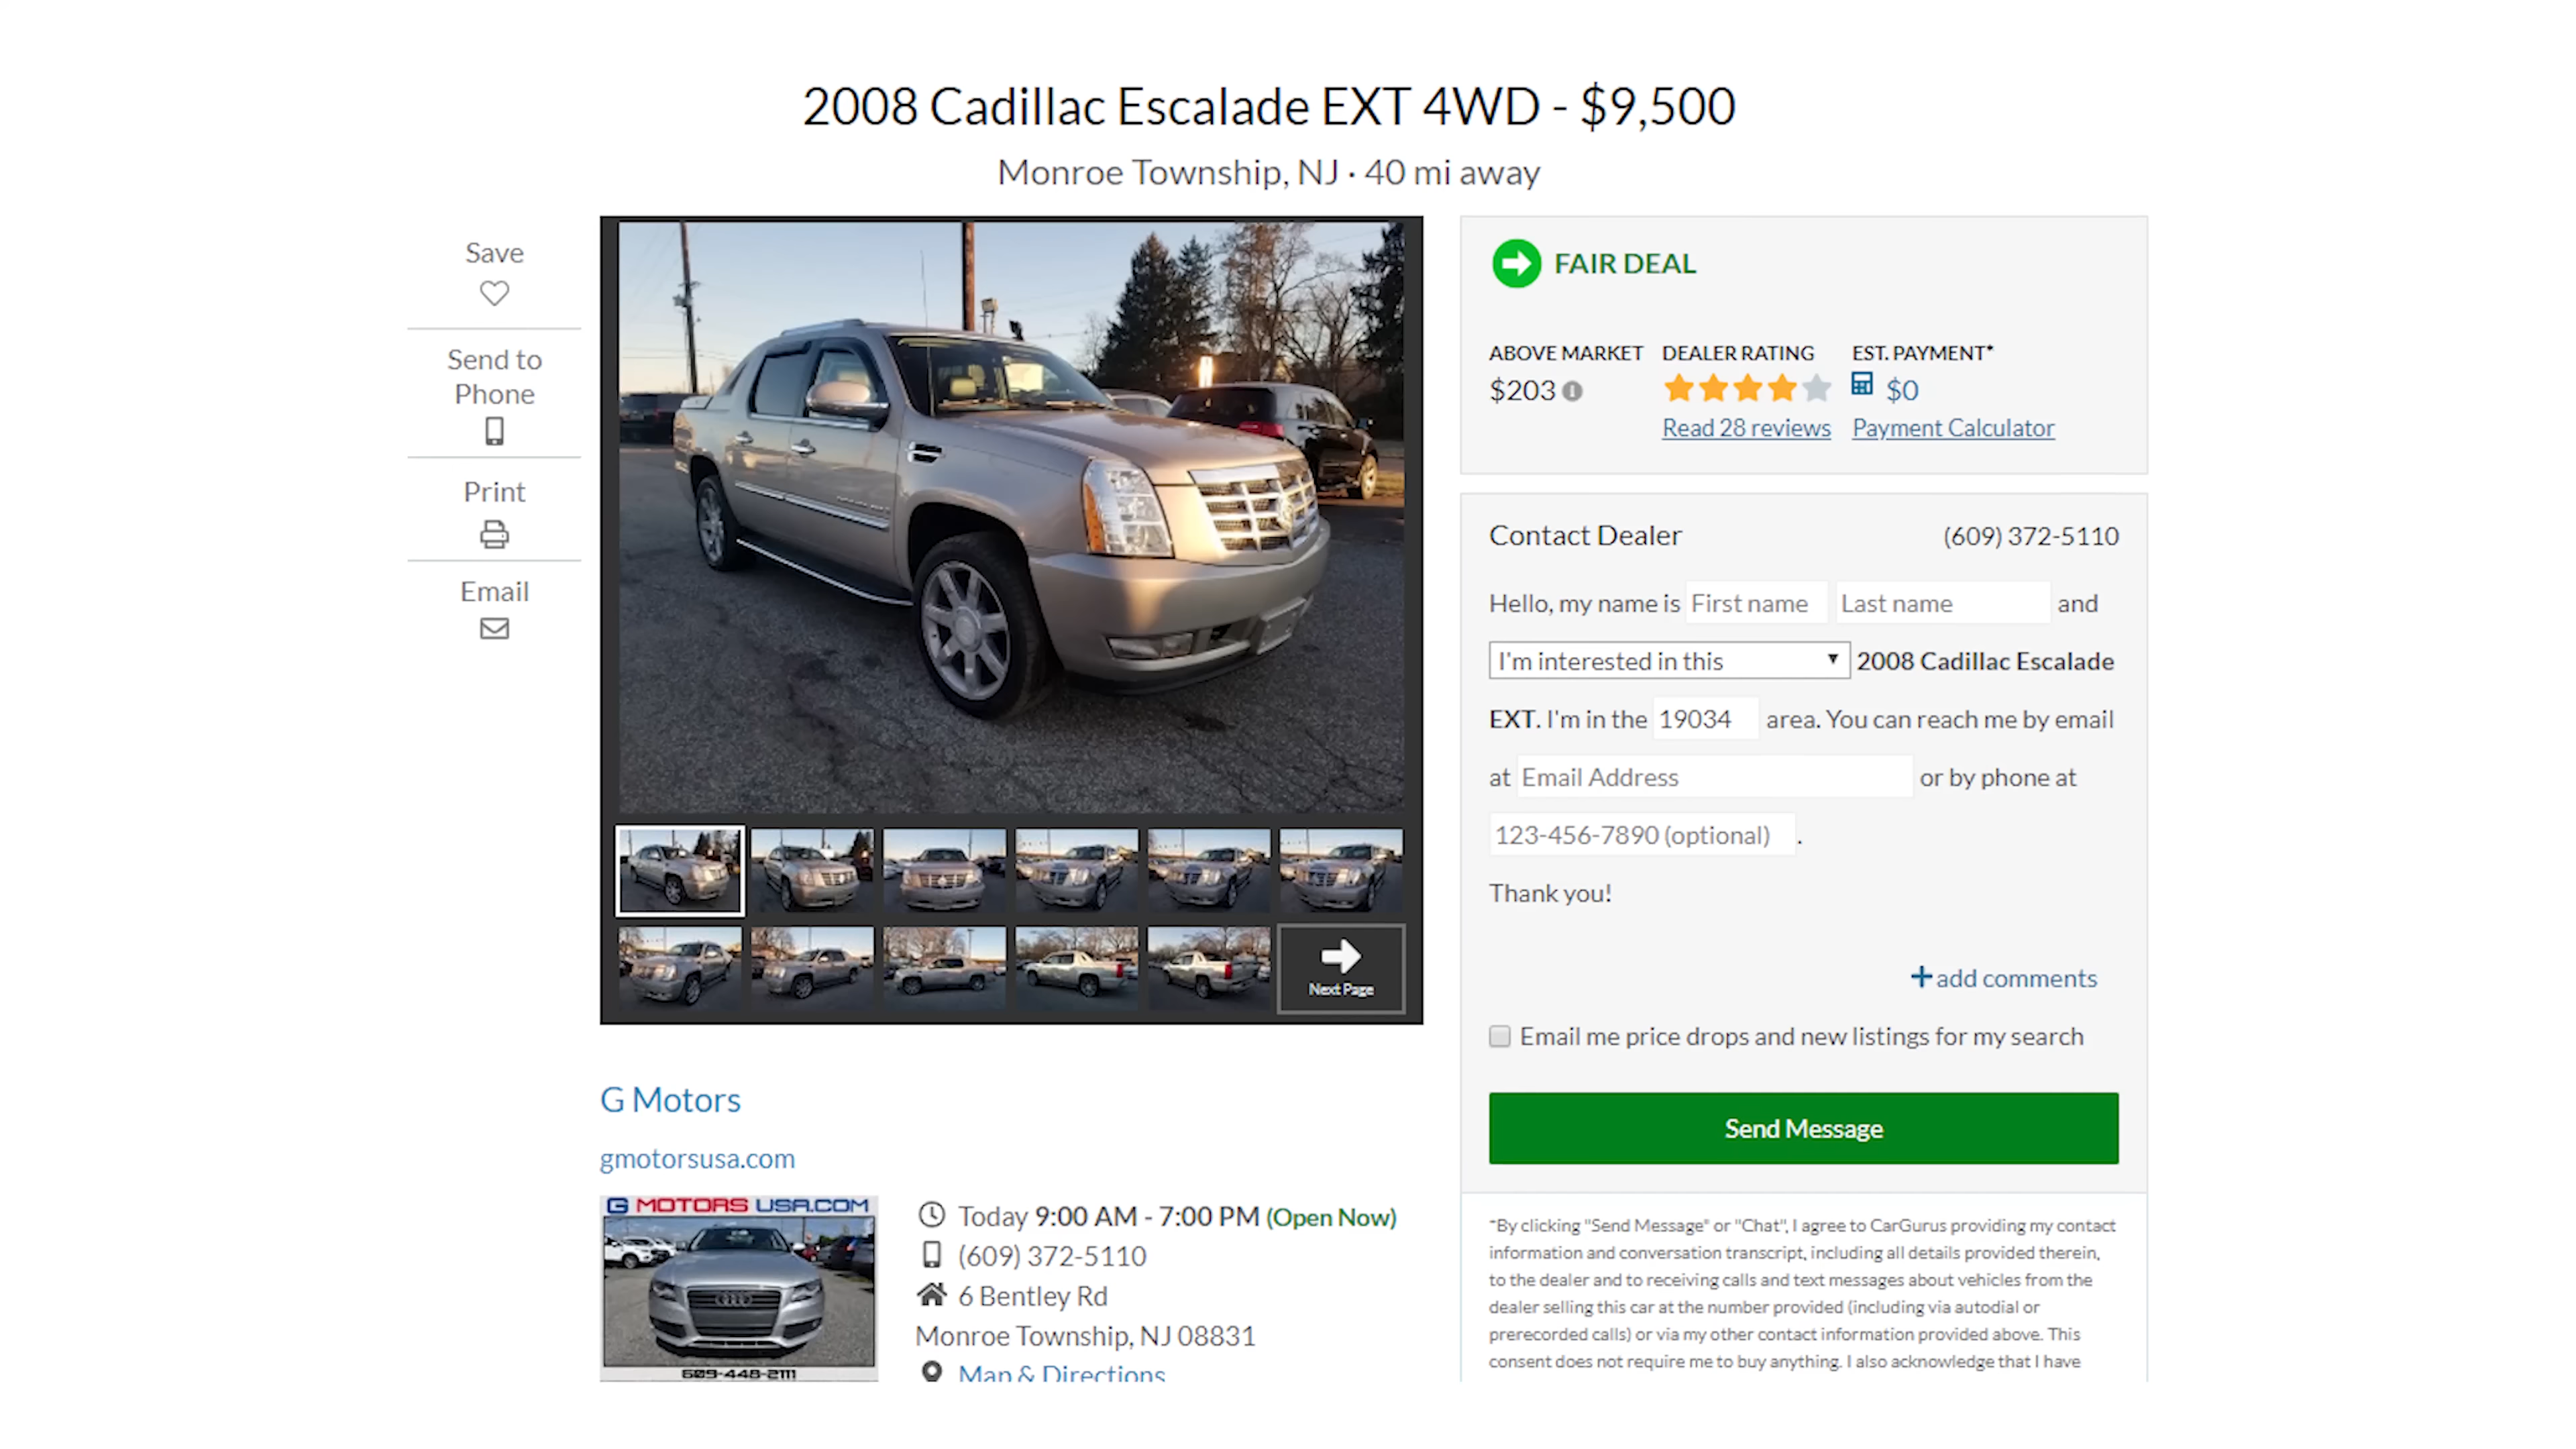 2008 Cadillac Escalade EXT 4WD - $9,500
Monroe Township, NJ · 40 mi away
Save
Send to
Phone
Print
Email
Next Page
G Motors
gmotorsusa.com
G MOTORS USA.COM
609-448-2111
Today 9:00 AM - 7:00 PM (Open Now)
(609) 372-5110
6 Bentley Rd
Monroe Township, NJ 08831
Map & Directions
FAIR DEAL
ABOVE MARKET DEALER RATING EST. PAYMENT*
$203 $0
Read 28 reviews Payment Calculator
Contact Dealer (609) 372-5110
Hello, my name is First name Last name and
I'm interested in this 2008 Cadillac Escalade
EXT. I'm in the 19034 area. You can reach me by email
at Email Address or by phone at
123-456-7890 (optional) .
Thank you!
+add comments
Email me price drops and new listings for my search
Send Message
*By clicking "Send Message" or "Chat", I agree to CarGurus providing my contact
information and conversation transcript, including all details provided therein,
to the dealer and to receiving calls and text messages about vehicles from the
dealer selling this car at the number provided (including via autodial or
prerecorded calls) or via my other contact information provided above. This
consent does not require me to buy anything. I also acknowledge that I have